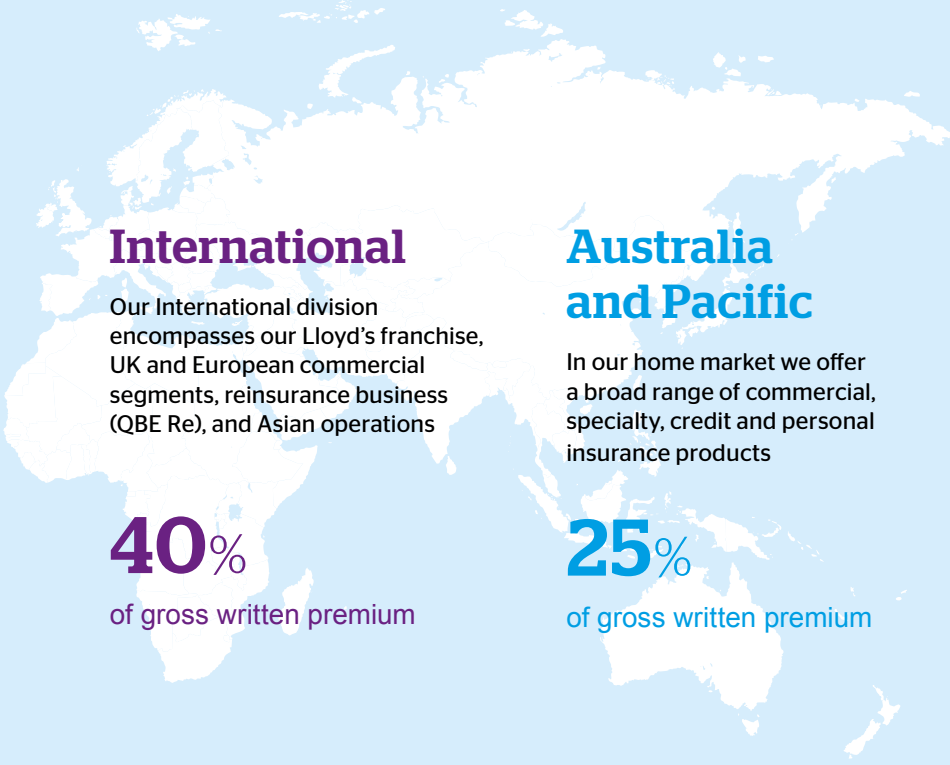 International
Our International division
encompasses our Lloyd’s franchise,
UK and European commercial
segments, reinsurance business
(QBE Re), and Asian operations
40%
of gross written premium
Australia
and Pacific
In our home market we offer
a broad range of commercial,
specialty, credit and personal
insurance products
25%
of gross written premium